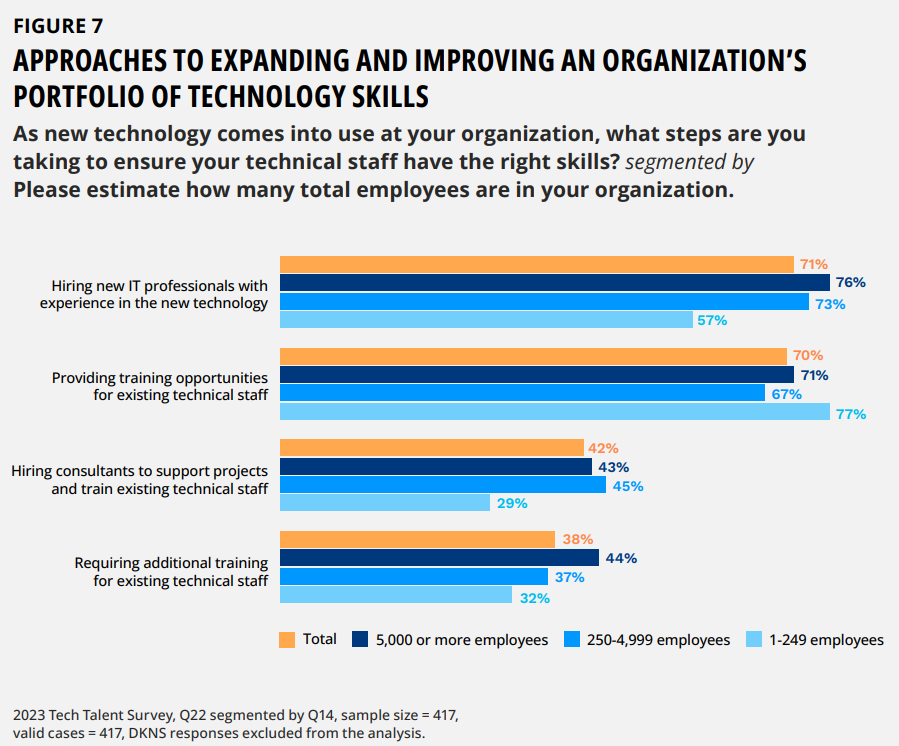 FIGURE 7
APPROACHES TO EXPANDING AND IMPROVING AN ORGANIZATION'S
PORTFOLIO OF TECHNOLOGY SKILLS
As new technology comes into use at your organization, what steps are you
taking to ensure your technical staff have the right skills? segmented by
Please estimate how many total employees are in your organization.
Hiring new IT professionals with
experience in the new technology
71%
76%
73%
57%
Providing training opportunities
for existing technical staff
70%
71%
67%
77%
Hiring consultants to support projects
and train existing technical staff
42%
43%
45%
29%
Requiring additional training
for existing technical staff
38%
44%
37%
32%
Total 5,000 or more employees 250-4,999 employees 1-249 employees
2023 Tech Talent Survey, Q22 segmented by Q14, sample size = 417,
valid cases = 417, DKNS responses excluded from the analysis.